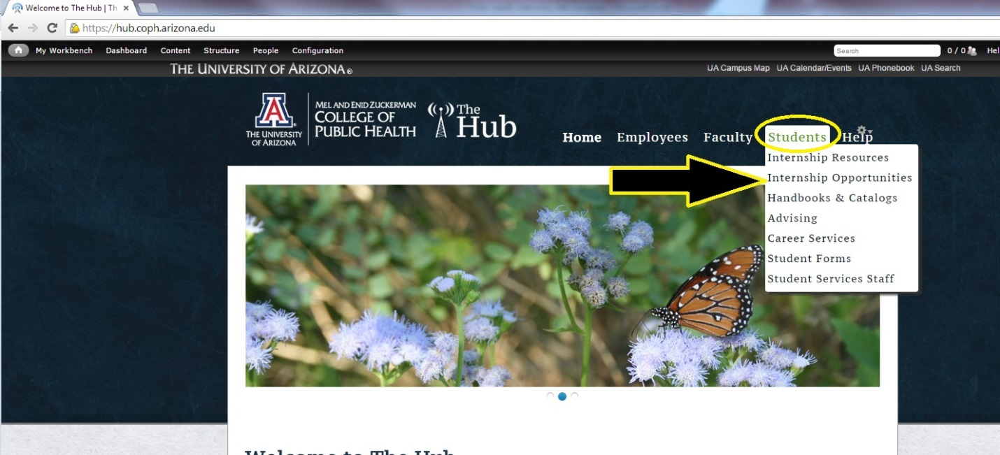 Welcome to The Hub | Th
https://hub.coph.arizona.edu
My Workbench Dashboard Content Structure People Configuration Search 0 / 0 Hel
THE UNIVERSITY OF ARIZONA® UA Campus Map UA Calendar/Events UA Phonebook UA Search
A
THE UNIVERSITY
OF ARIZONA
MEL AND ENID ZUCKERMAN
COLLEGE OF
PUBLIC HEALTH
The
Hub
Home Employees Faculty Students Help
Internship Resources
Internship Opportunities
Handbooks & Catalogs
Advising
Career Services
Student Forms
Student Services Staff
Welcome to The Hub